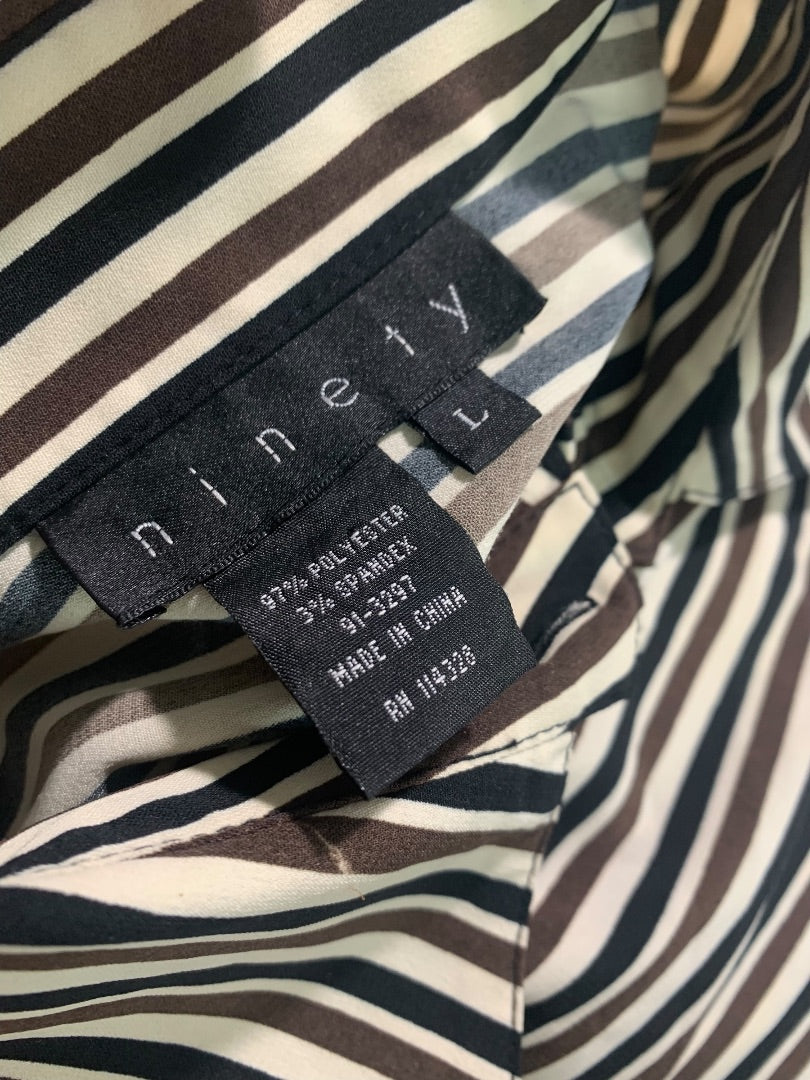 ninety
L
97% POLYESTER
3% SPANDEX
91-3297
MADE IN CHINA
RN 114328